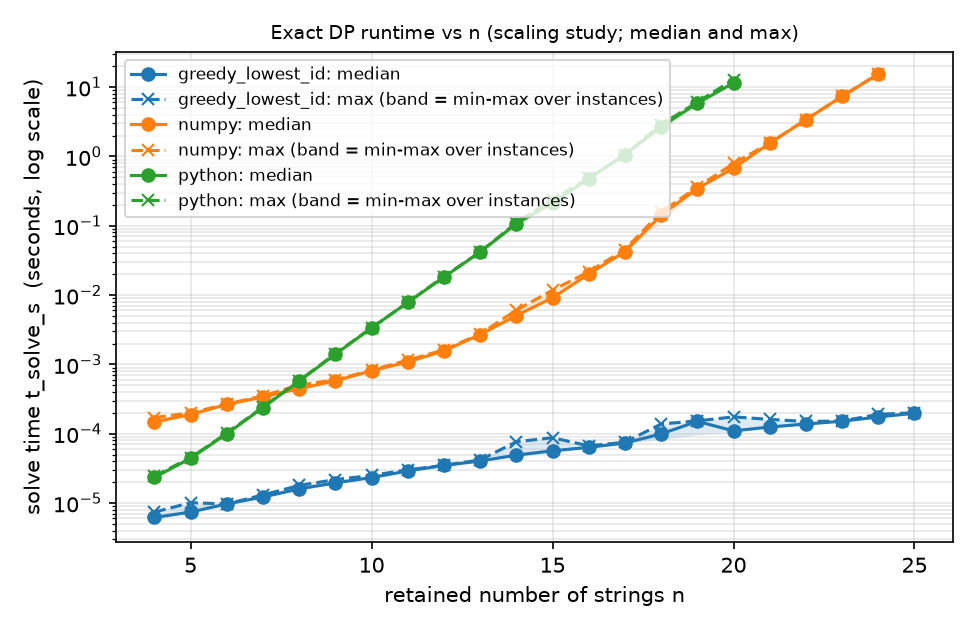 Exact DP runtime vs n (scaling study; median and max)
greedy_lowest_id: median
greedy_lowest_id: max (band = min-max over instances)
numpy: median
numpy: max (band = min-max over instances)
python: median
python: max (band = min-max over instances)
solve time t_solve_s (seconds, log scale)
10¹
10⁰
10⁻¹
10⁻²
10⁻³
10⁻⁴
10⁻⁵
5 10 15 20 25
retained number of strings n